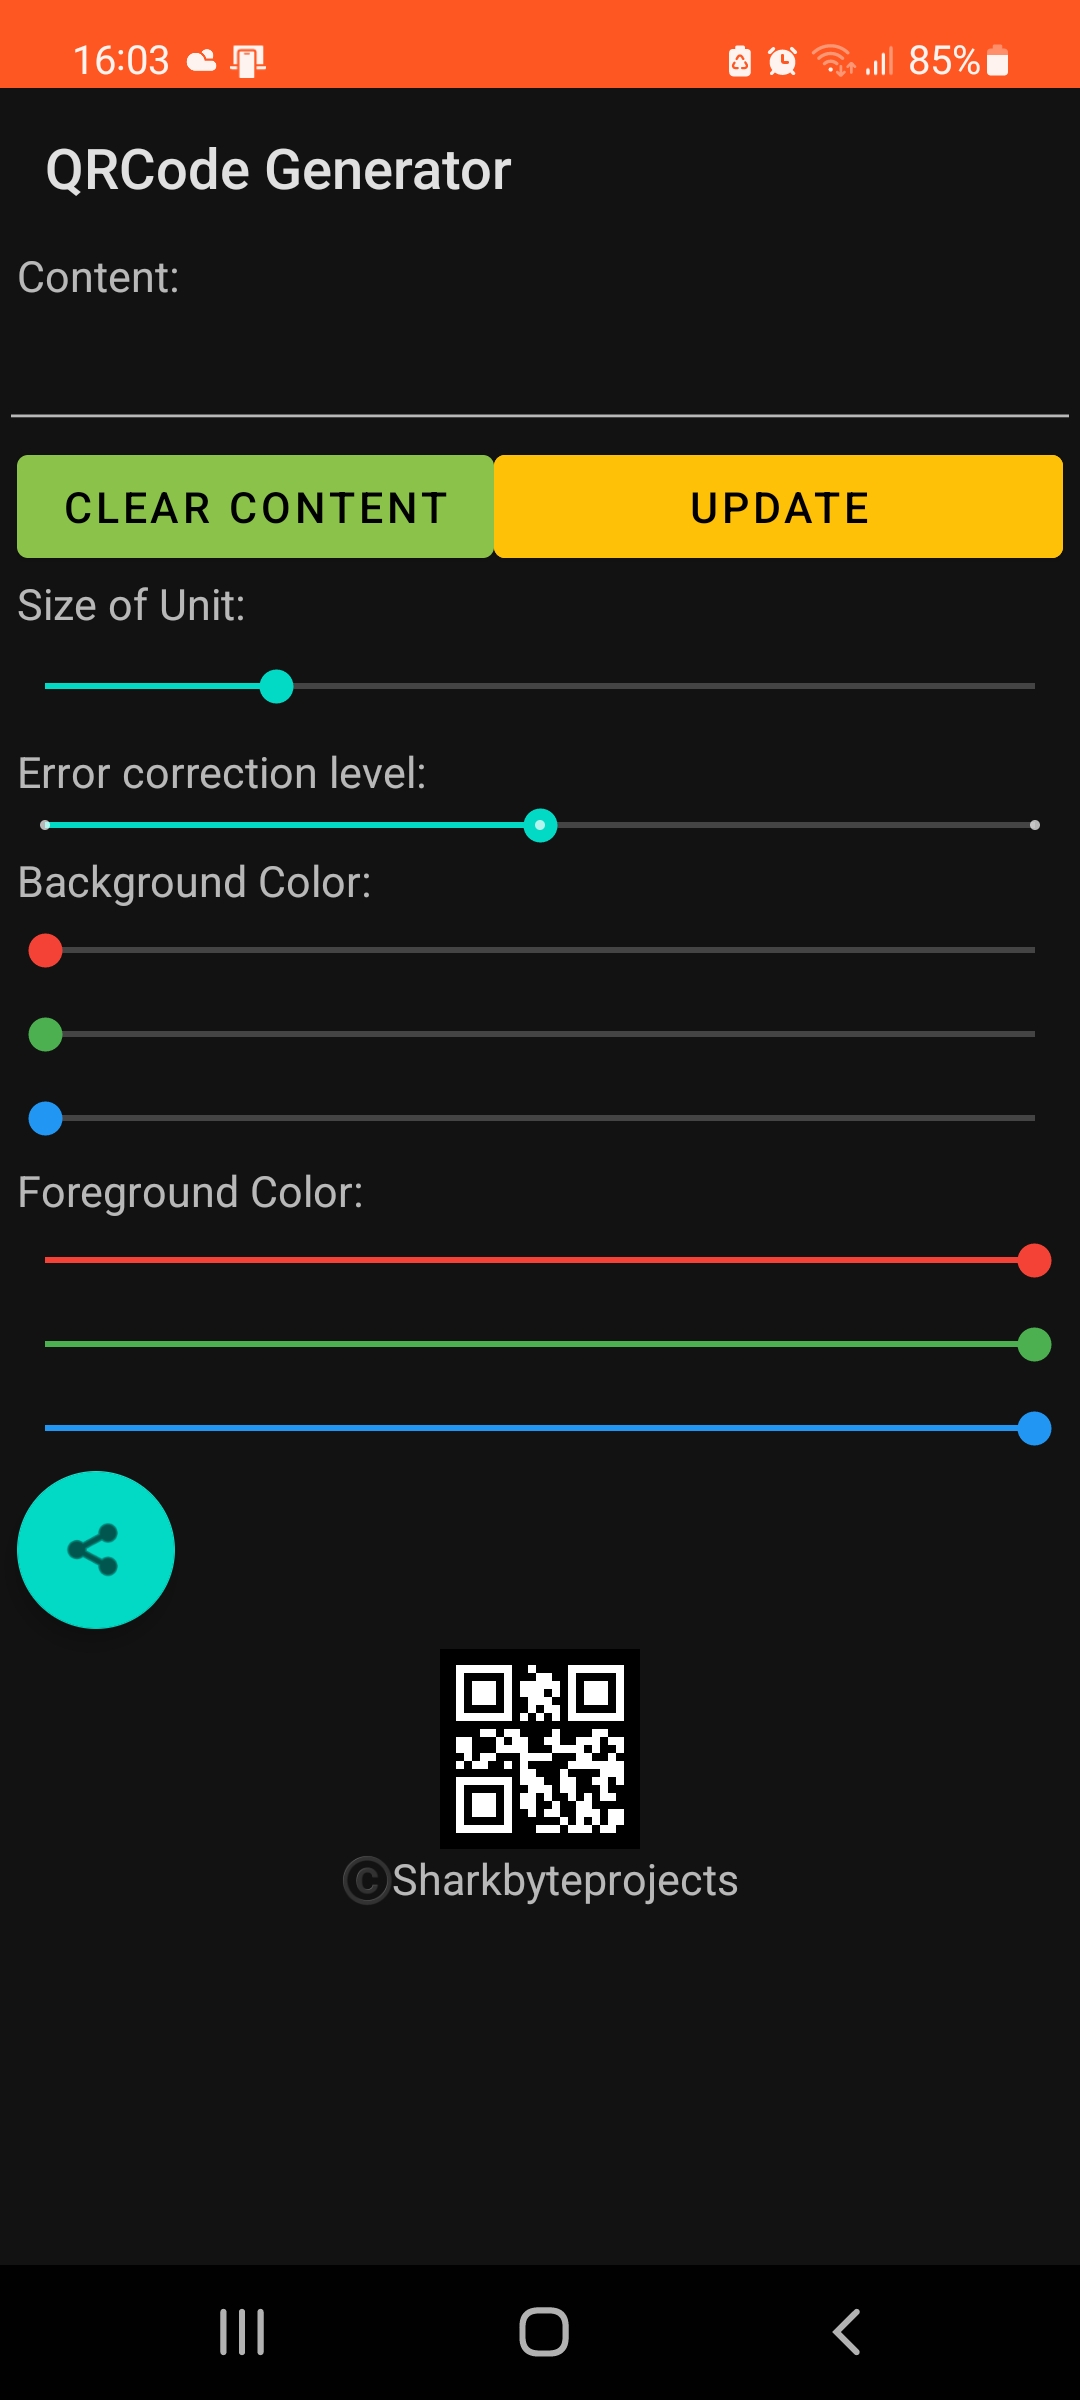 16:03 85%
QRCode Generator
Content:
CLEAR CONTENT UPDATE
Size of Unit:
Error correction level:
Background Color:
Foreground Color:
©Sharkbyteprojects